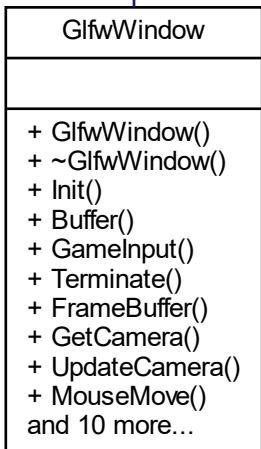 GlfwWindow
+ GlfwWindow()
+ ~GlfwWindow()
+ Init()
+ Buffer()
+ GameInput()
+ Terminate()
+ FrameBuffer()
+ GetCamera()
+ UpdateCamera()
+ MouseMove()
and 10 more...